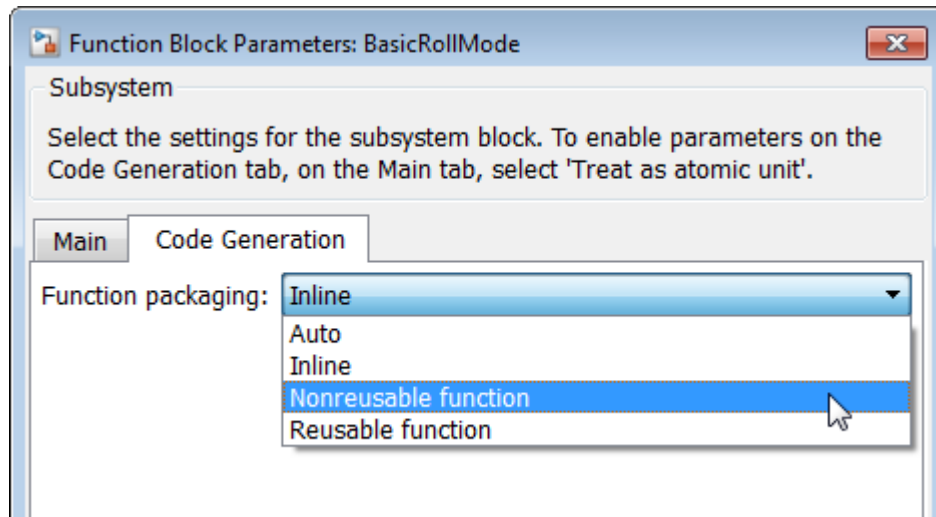 Function Block Parameters: BasicRollMode
Subsystem
Select the settings for the subsystem block. To enable parameters on the
Code Generation tab, on the Main tab, select 'Treat as atomic unit'.
Main Code Generation
Function packaging: Inline
Auto
Inline
Nonreusable function
Reusable function